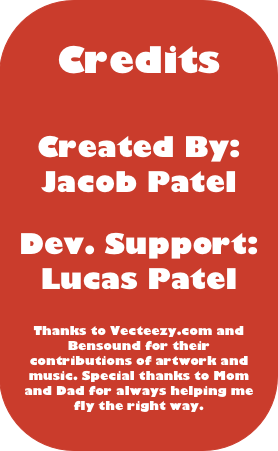 Credits
Created By:
Jacob Patel
Dev. Support:
Lucas Patel
Thanks to Vecteezy.com and
Bensound for their
contributions of artwork and
music. Special thanks to Mom
and Dad for always helping me
fly the right way.